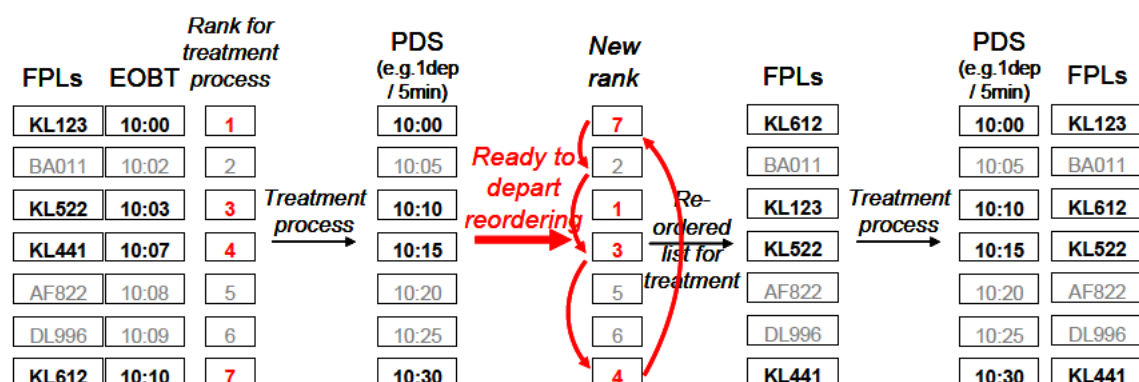 Rank for
treatment
process
PDS
(e.g.1dep
/ 5min)
New
rank
PDS
(e.g.1dep
/ 5min)
FPLs EOBT
FPLs
FPLs
KL123 10:00 1 10:00 7 KL612 10:00 KL123
BA011 10:02 2 10:05 2 BA011 10:05 BA011
KL522 10:03 3 10:10 1 KL123 10:10 KL612
KL441 10:07 4 10:15 3 KL522 10:15 KL522
AF822 10:08 5 10:20 5 AF822 10:20 AF822
DL996 10:09 6 10:25 6 DL996 10:25 DL996
KL612 10:10 7 10:30 4 KL441 10:30 KL441
Treatment
process
Ready to
depart
reordering
Re-
ordered
list for
treatment
Treatment
process